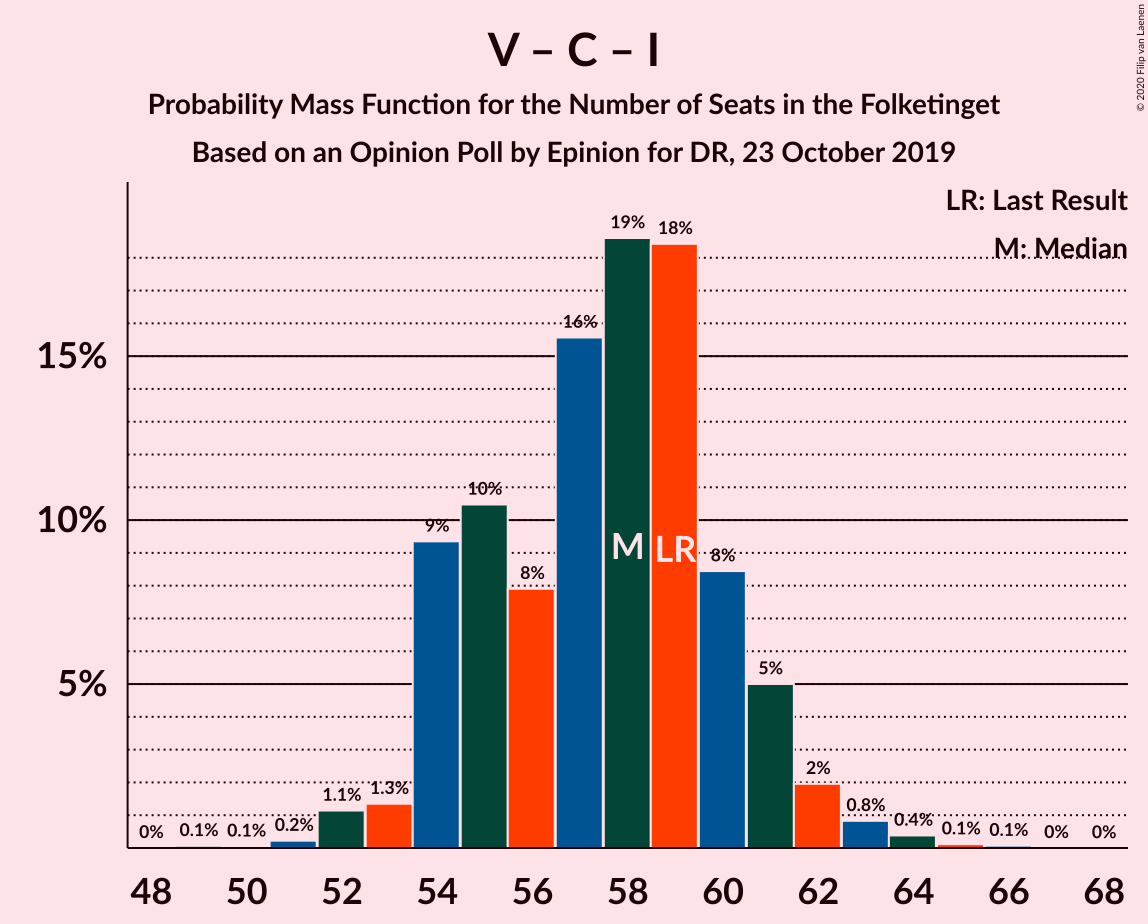 V – C – I
Probability Mass Function for the Number of Seats in the Folketinget
Based on an Opinion Poll by Epinion for DR, 23 October 2019
© 2020 Filip van Laenen
LR: Last Result
M: Median
15%
10%
5%
0%
0.1%
0.1%
0.2%
1.1%
1.3%
9%
10%
8%
16%
19%
18%
8%
5%
2%
0.8%
0.4%
0.1%
0.1%
0%
0%
M
LR
48 50 52 54 56 58 60 62 64 66 68